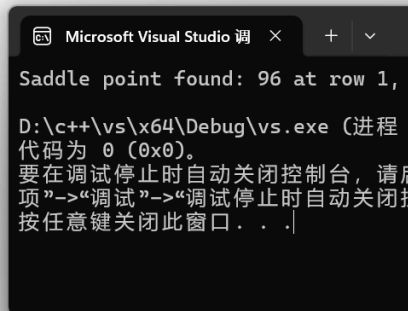 Microsoft Visual Studio 调
Saddle point found: 96 at row 1,
D:\c++\vs\x64\Debug\vs.exe (进程
代码为 0 (0x0)。
要在调试停止时自动关闭控制台，请启
项”->“调试”->“调试停止时自动关闭
按任意键关闭此窗口. . .